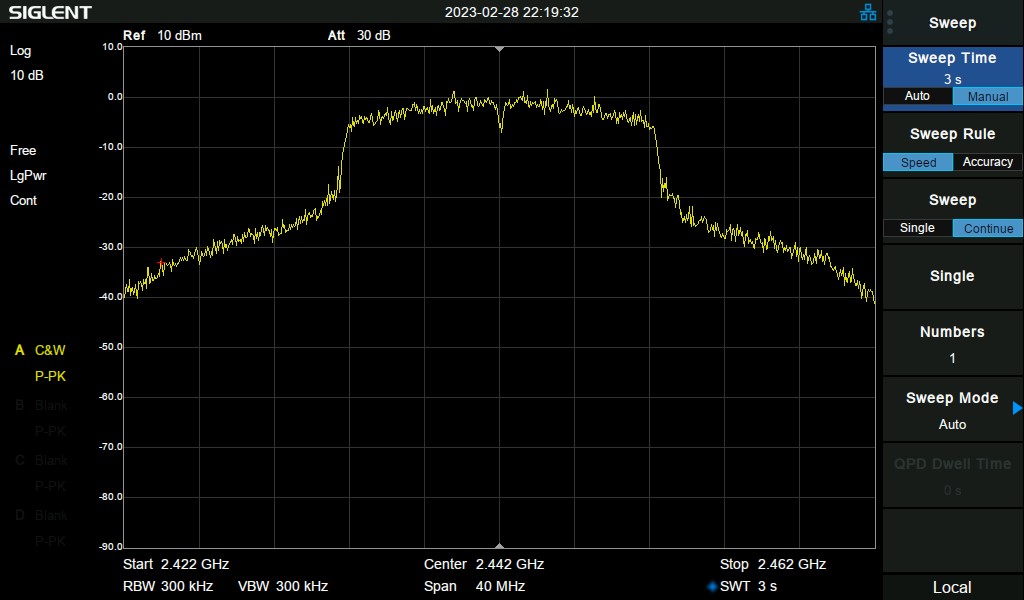 SIGLENT 2023-02-28 22:19:32
Ref 10 dBm Att 30 dB
Log
10 dB
Free
LgPwr
Cont
A C&W
P-PK
B Blank
P-PK
C Blank
P-PK
D Blank
P-PK
10.0
0.0
-10.0
-20.0
-30.0
-40.0
-50.0
-60.0
-70.0
-80.0
-90.0
Start 2.422 GHz Center 2.442 GHz Stop 2.462 GHz
RBW 300 kHz VBW 300 kHz Span 40 MHz SWT 3 s
Sweep
Sweep Time
3 s
Auto Manual
Sweep Rule
Speed Accuracy
Sweep
Single Continue
Single
Numbers
1
Sweep Mode
Auto
QPD Dwell Time
0 s
Local